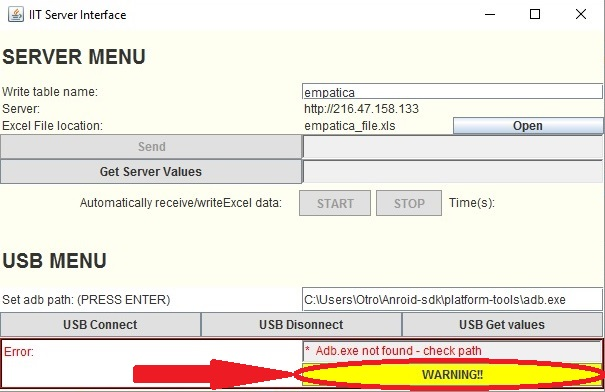 IIT Server Interface
SERVER MENU
Write table name: empatica
Server: http://216.47.158.133
Excel File location: empatica_file.xls Open
Send
Get Server Values
Automatically receive/writeExcel data: START STOP Time(s):
USB MENU
Set adb path: (PRESS ENTER) C:\Users\Otro\Anroid-sdk\platform-tools\adb.exe
USB Connect USB Disonnect USB Get values
Error: * Adb.exe not found - check path
WARNING!!